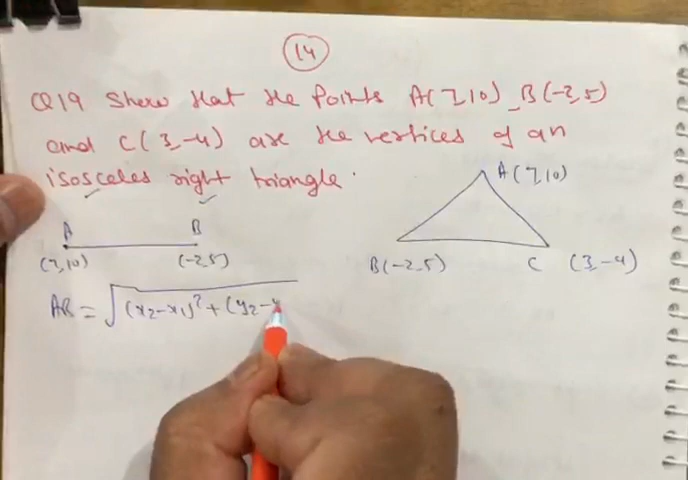 14
Q19 Show that the Points A(7,10), B(-2,5)
and C(3,-4) are the vertices of an
isosceles right triangle.
A(7,10)
A B
(7,10) (-2,5)
B(-2,5) C (3,-4)
AB = √(x₂-x₁)² + (y₂-y